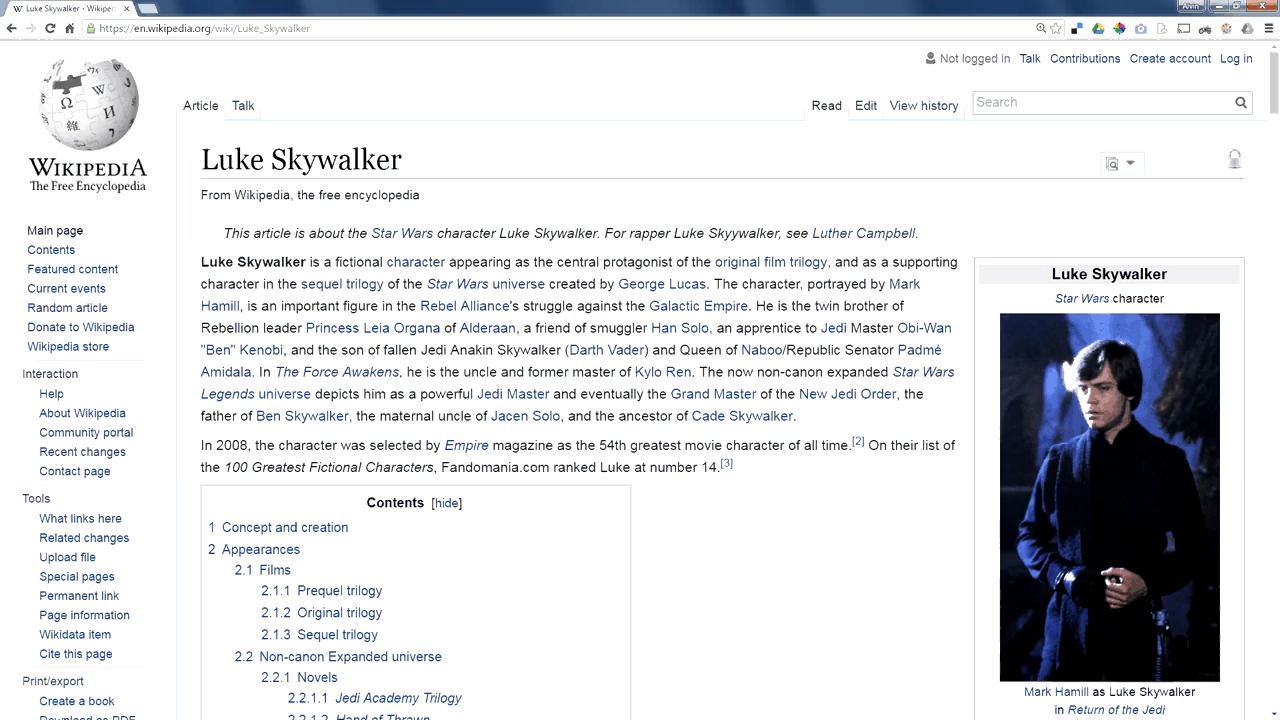 Luke Skywalker - Wikipe
Alvin
https://en.wikipedia.org/wiki/Luke_Skywalker
Not logged in Talk Contributions Create account Log in
Article Talk Read Edit View history Search
WIKIPEDIA
The Free Encyclopedia
Main page
Contents
Featured content
Current events
Random article
Donate to Wikipedia
Wikipedia store
Interaction
Help
About Wikipedia
Community portal
Recent changes
Contact page
Tools
What links here
Related changes
Upload file
Special pages
Permanent link
Page information
Wikidata item
Cite this page
Print/export
Create a book
Download as PDF
Luke Skywalker
From Wikipedia, the free encyclopedia
This article is about the Star Wars character Luke Skywalker. For rapper Luke Skyywalker, see Luther Campbell.
Luke Skywalker is a fictional character appearing as the central protagonist of the original film trilogy, and as a supporting
character in the sequel trilogy of the Star Wars universe created by George Lucas. The character, portrayed by Mark
Hamill, is an important figure in the Rebel Alliance's struggle against the Galactic Empire. He is the twin brother of
Rebellion leader Princess Leia Organa of Alderaan, a friend of smuggler Han Solo, an apprentice to Jedi Master Obi-Wan
"Ben" Kenobi, and the son of fallen Jedi Anakin Skywalker (Darth Vader) and Queen of Naboo/Republic Senator Padmé
Amidala. In The Force Awakens, he is the uncle and former master of Kylo Ren. The now non-canon expanded Star Wars
Legends universe depicts him as a powerful Jedi Master and eventually the Grand Master of the New Jedi Order, the
father of Ben Skywalker, the maternal uncle of Jacen Solo, and the ancestor of Cade Skywalker.
In 2008, the character was selected by Empire magazine as the 54th greatest movie character of all time.[2] On their list of
the 100 Greatest Fictional Characters, Fandomania.com ranked Luke at number 14.[3]
Contents [hide]
1 Concept and creation
2 Appearances
2.1 Films
2.1.1 Prequel trilogy
2.1.2 Original trilogy
2.1.3 Sequel trilogy
2.2 Non-canon Expanded universe
2.2.1 Novels
2.2.1.1 Jedi Academy Trilogy
2.2.1.2 Hand of Thrawn
Luke Skywalker
Star Wars character
Mark Hamill as Luke Skywalker
in Return of the Jedi